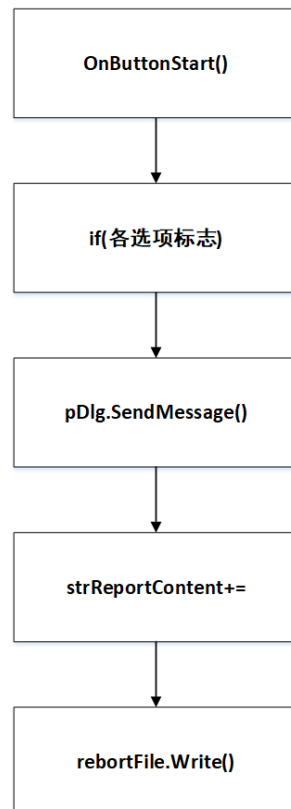 OnButtonStart()
if(各选项标志)
pDlg.SendMessage()
strReportContent+=
rebortFile.Write()